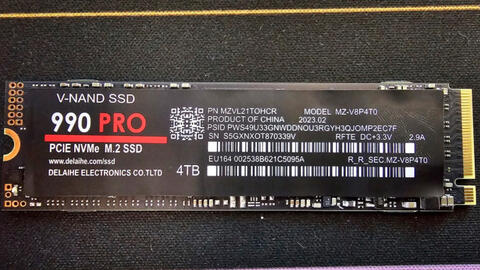 V-NAND SSD
990 PRO
PCIE NVMe M.2 SSD
www.delaihe.com/ssd
DELAIHE ELECTRONICS CO.TLTD
4TB
PN MZVL21TOHCR MODEL MZ-V8P4T0
PRODUCT OF CHINA 2023.02
PSID PWS49U33GNWDDNOU3RGYH3QJOMP2EC7F
SN S5GXNXOT870339V RFTE DC+3.3V 2.9A
EU164 002538B621C5095A R_R_SEC.MZ-V8P4T0